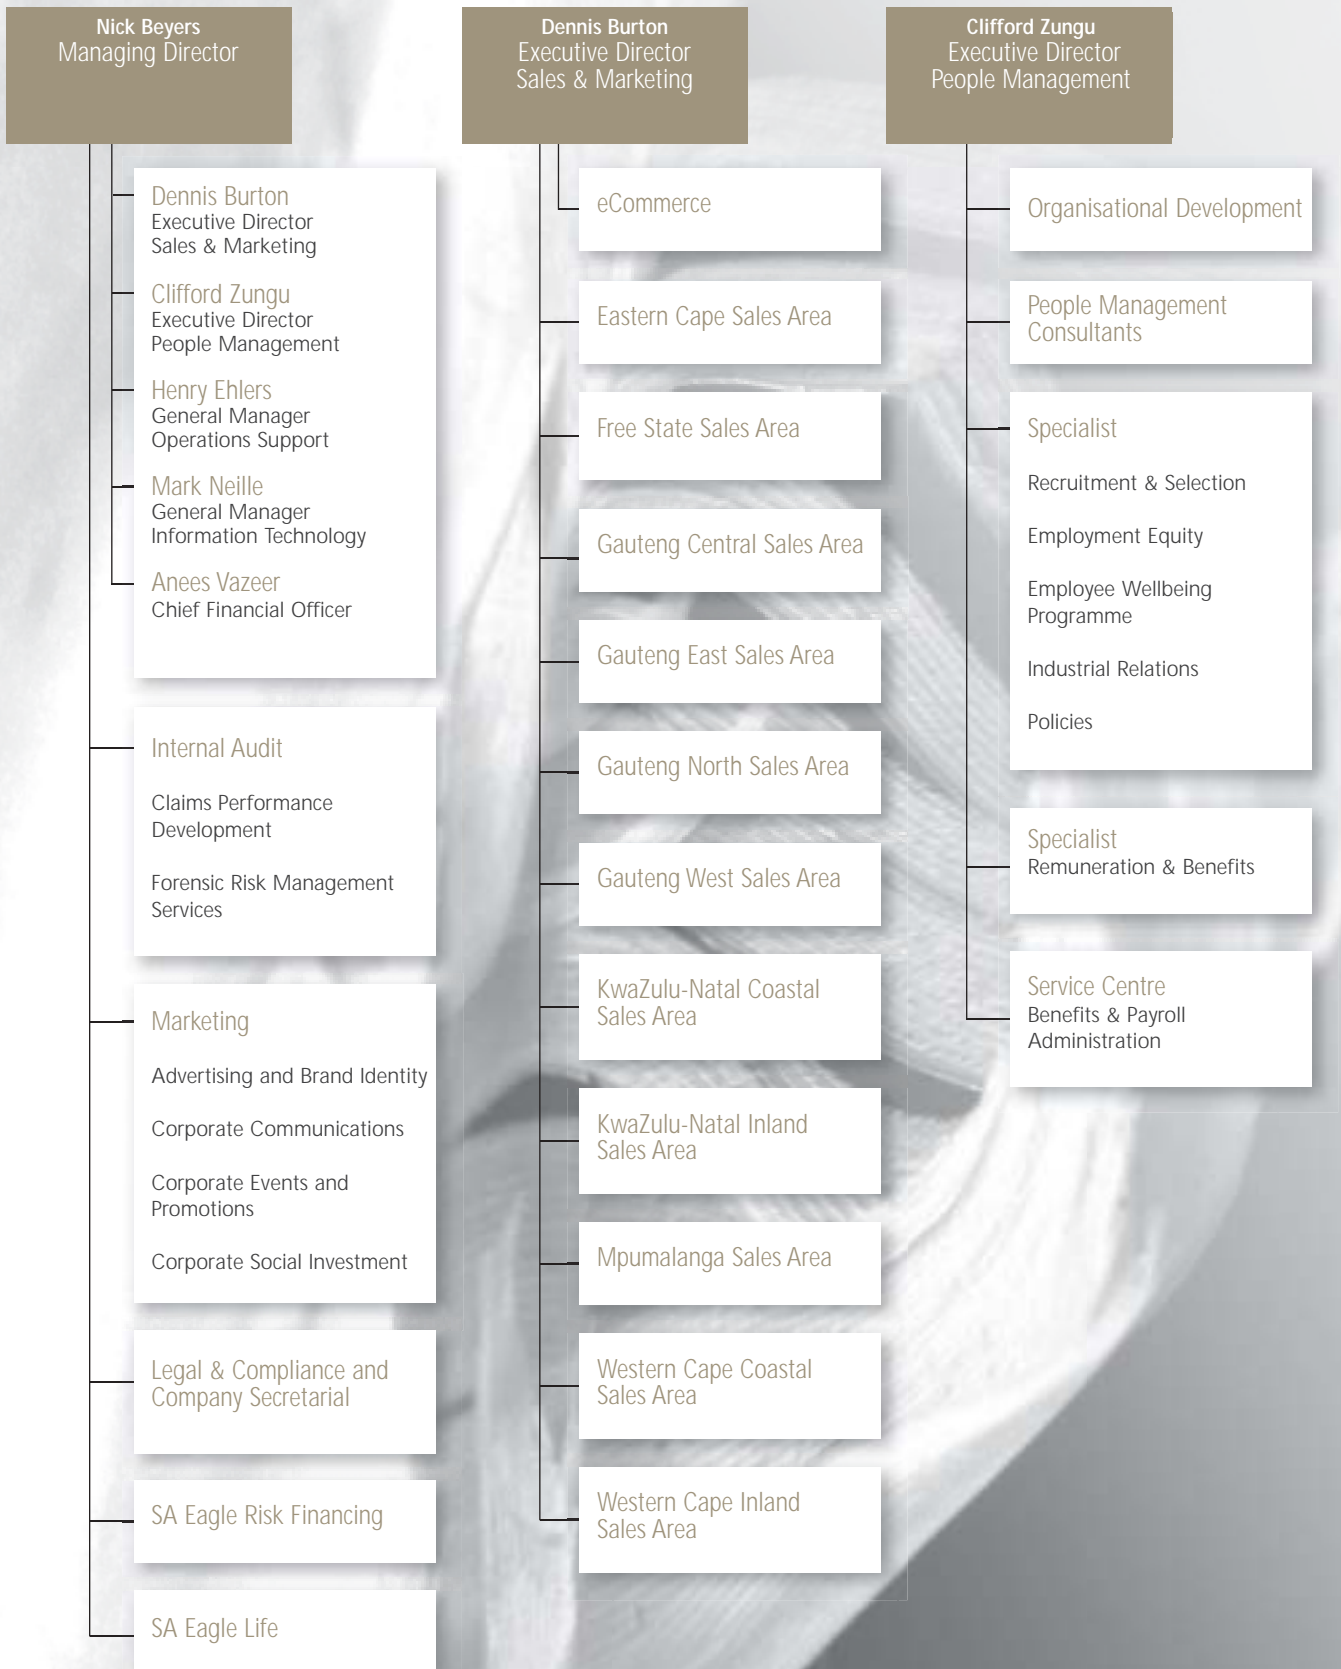 Nick Beyers
Managing Director
Dennis Burton
Executive Director
Sales & Marketing
Clifford Zungu
Executive Director
People Management
Henry Ehlers
General Manager
Operations Support
Mark Neille
General Manager
Information Technology
Anees Vazeer
Chief Financial Officer
Internal Audit
Claims Performance
Development
Forensic Risk Management
Services
Marketing
Advertising and Brand Identity
Corporate Communications
Corporate Events and
Promotions
Corporate Social Investment
Legal & Compliance and
Company Secretarial
SA Eagle Risk Financing
SA Eagle Life
Dennis Burton
Executive Director
Sales & Marketing
eCommerce
Eastern Cape Sales Area
Free State Sales Area
Gauteng Central Sales Area
Gauteng East Sales Area
Gauteng North Sales Area
Gauteng West Sales Area
KwaZulu-Natal Coastal
Sales Area
KwaZulu-Natal Inland
Sales Area
Mpumalanga Sales Area
Western Cape Coastal
Sales Area
Western Cape Inland
Sales Area
Clifford Zungu
Executive Director
People Management
Organisational Development
People Management
Consultants
Specialist
Recruitment & Selection
Employment Equity
Employee Wellbeing
Programme
Industrial Relations
Policies
Specialist
Remuneration & Benefits
Service Centre
Benefits & Payroll
Administration